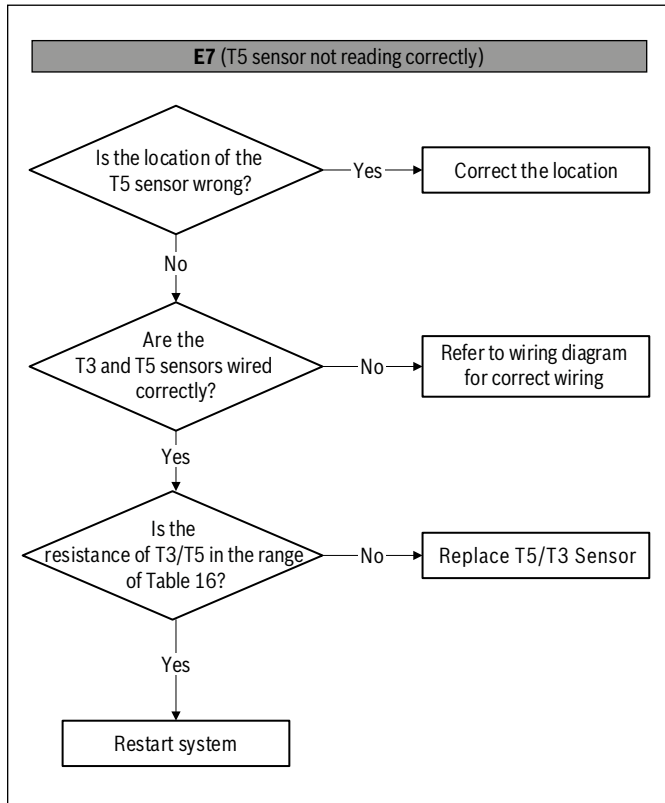 E7 (T5 sensor not reading correctly)
Is the location of the
T5 sensor wrong?
Yes
Correct the location
No
Are the
T3 and T5 sensors wired
correctly?
No
Refer to wiring diagram
for correct wiring
Yes
Is the
resistance of T3/T5 in the range
of Table 16?
No
Replace T5/T3 Sensor
Yes
Restart system